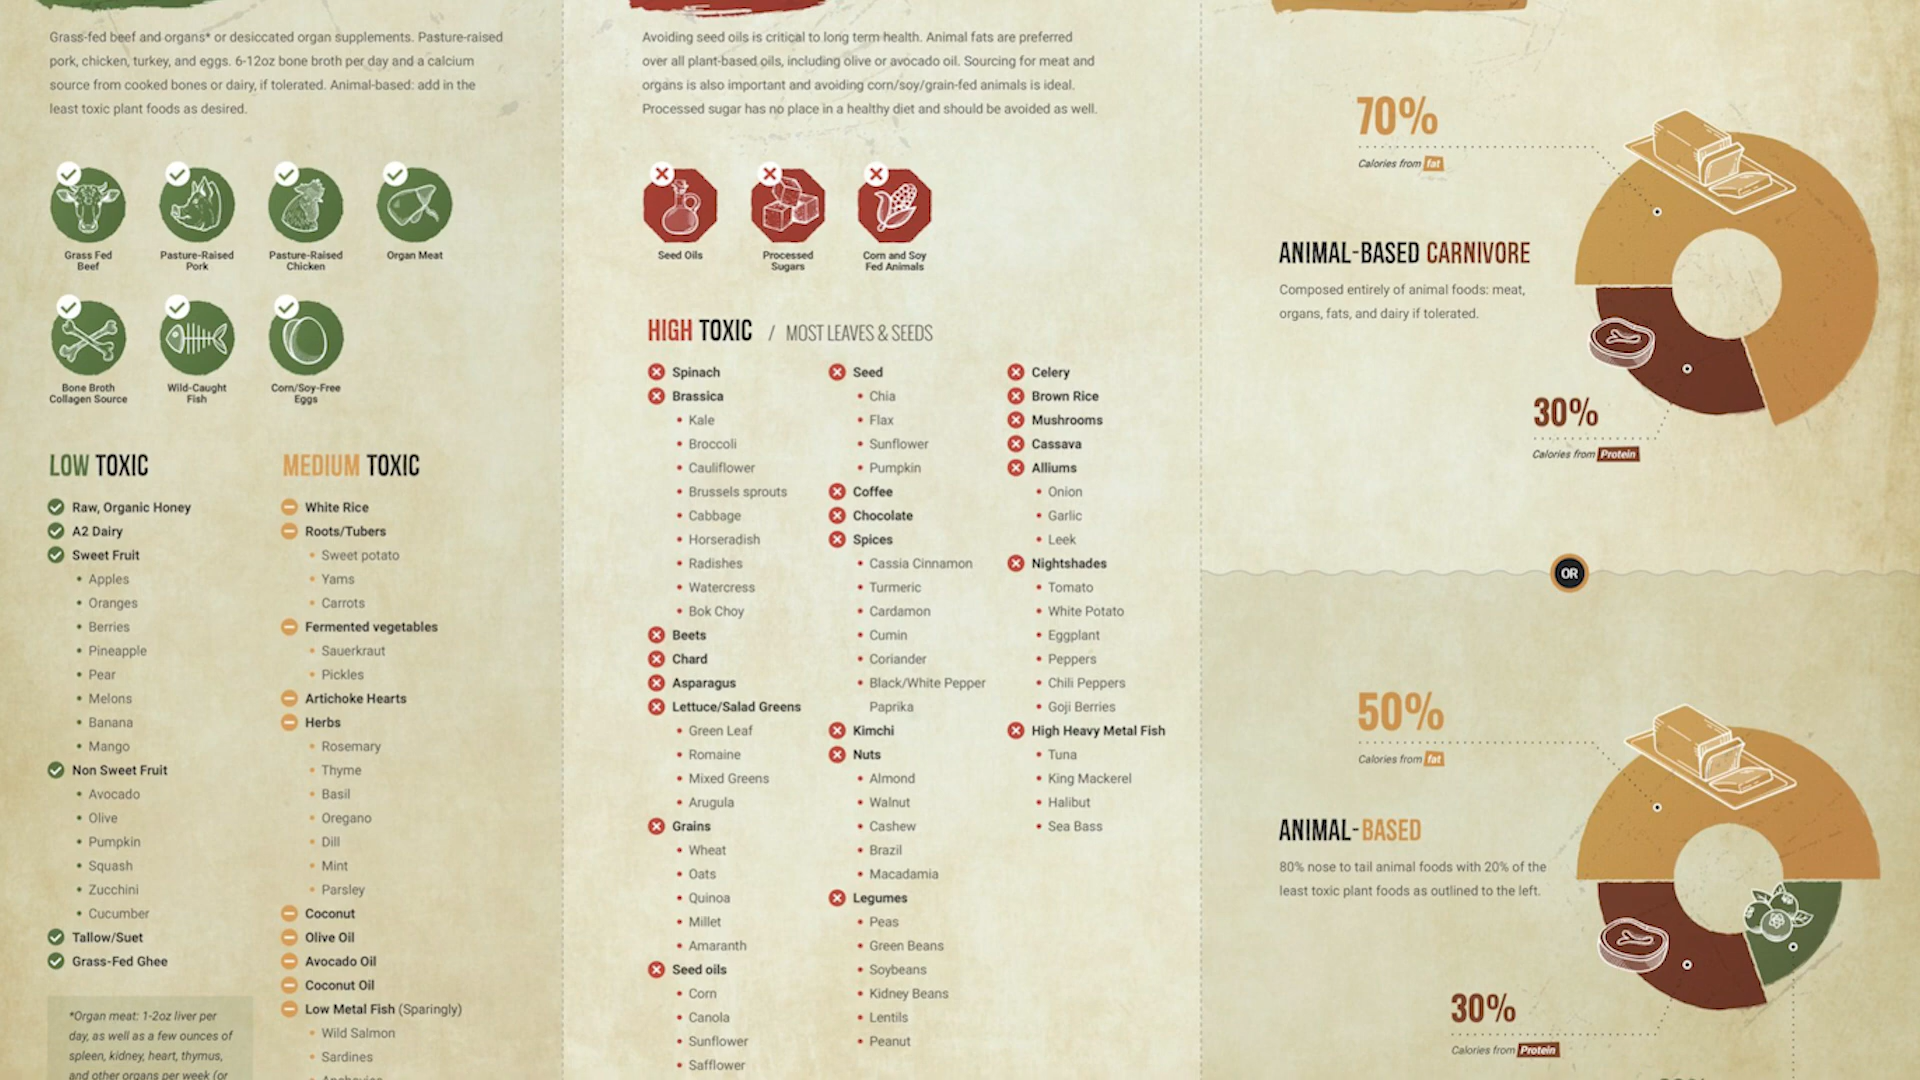 Grass-fed beef and organs* or desiccated organ supplements. Pasture-raised
pork, chicken, turkey, and eggs. 6-12oz bone broth per day and a calcium
source from cooked bones or dairy, if tolerated. Animal-based: add in the
least toxic plant foods as desired.
Grass Fed
Beef
Pasture-Raised
Pork
Pasture-Raised
Chicken
Organ Meat
Bone Broth
Collagen Source
Wild-Caught
Fish
Corn/Soy-Free
Eggs
LOW TOXIC
Raw, Organic Honey
A2 Dairy
Sweet Fruit
Apples
Oranges
Berries
Pineapple
Pear
Melons
Banana
Mango
Non Sweet Fruit
Avocado
Olive
Pumpkin
Squash
Zucchini
Cucumber
Tallow/Suet
Grass-Fed Ghee
*Organ meat: 1-2oz liver per
day, as well as a few ounces of
spleen, kidney, heart, thymus,
and other organs per week (or
MEDIUM TOXIC
White Rice
Roots/Tubers
Sweet potato
Yams
Carrots
Fermented vegetables
Sauerkraut
Pickles
Artichoke Hearts
Herbs
Rosemary
Thyme
Basil
Oregano
Dill
Mint
Parsley
Coconut
Olive Oil
Avocado Oil
Coconut Oil
Low Metal Fish (Sparingly)
Wild Salmon
Sardines
Avoiding seed oils is critical to long term health. Animal fats are preferred
over all plant-based oils, including olive or avocado oil. Sourcing for meat and
organs is also important and avoiding corn/soy/grain-fed animals is ideal.
Processed sugar has no place in a healthy diet and should be avoided as well.
Seed Oils
Processed
Sugars
Corn and Soy
Fed Animals
HIGH TOXIC / MOST LEAVES & SEEDS
Spinach
Brassica
Kale
Broccoli
Cauliflower
Brussels sprouts
Cabbage
Horseradish
Radishes
Watercress
Bok Choy
Beets
Chard
Asparagus
Lettuce/Salad Greens
Green Leaf
Romaine
Mixed Greens
Arugula
Grains
Wheat
Oats
Quinoa
Millet
Amaranth
Seed oils
Corn
Canola
Sunflower
Safflower
Seed
Chia
Flax
Sunflower
Pumpkin
Coffee
Chocolate
Spices
Cassia Cinnamon
Turmeric
Cardamon
Cumin
Coriander
Black/White Pepper
Paprika
Kimchi
Nuts
Almond
Walnut
Cashew
Brazil
Macadamia
Legumes
Peas
Green Beans
Soybeans
Kidney Beans
Lentils
Peanut
Celery
Brown Rice
Mushrooms
Cassava
Alliums
Onion
Garlic
Leek
Nightshades
Tomato
White Potato
Eggplant
Peppers
Chili Peppers
Goji Berries
High Heavy Metal Fish
Tuna
King Mackerel
Halibut
Sea Bass
70%
Calories from fat
ANIMAL-BASED CARNIVORE
Composed entirely of animal foods: meat,
organs, fats, and dairy if tolerated.
30%
Calories from Protein
OR
50%
Calories from fat
ANIMAL-BASED
80% nose to tail animal foods with 20% of the
least toxic plant foods as outlined to the left.
30%
Calories from Protein